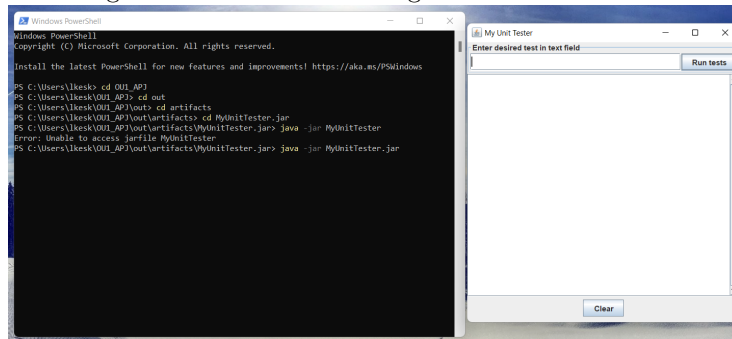 Windows PowerShell
Windows PowerShell
Copyright (C) Microsoft Corporation. All rights reserved.
Install the latest PowerShell for new features and improvements! https://aka.ms/PSWindows
PS C:\Users\lkesk> cd OU1_APJ
PS C:\Users\lkesk\OU1_APJ> cd out
PS C:\Users\lkesk\OU1_APJ\out> cd artifacts
PS C:\Users\lkesk\OU1_APJ\out\artifacts> cd MyUnitTester.jar
PS C:\Users\lkesk\OU1_APJ\out\artifacts\MyUnitTester.jar> java -jar MyUnitTester
Error: Unable to access jarfile MyUnitTester
PS C:\Users\lkesk\OU1_APJ\out\artifacts\MyUnitTester.jar> java -jar MyUnitTester.jar
My Unit Tester
Enter desired test in text field
Run tests
Clear